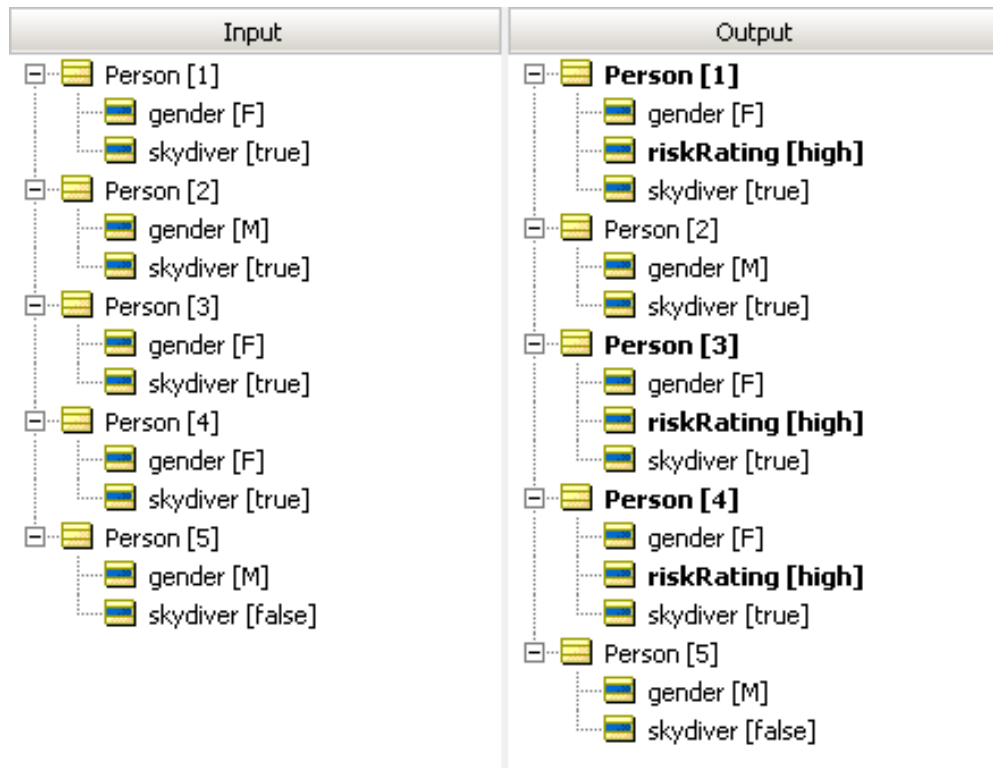 Input
Person [1]
gender [F]
skydiver [true]
Person [2]
gender [M]
skydiver [true]
Person [3]
gender [F]
skydiver [true]
Person [4]
gender [F]
skydiver [true]
Person [5]
gender [M]
skydiver [false]
Output
Person [1]
gender [F]
riskRating [high]
skydiver [true]
Person [2]
gender [M]
skydiver [true]
Person [3]
gender [F]
riskRating [high]
skydiver [true]
Person [4]
gender [F]
riskRating [high]
skydiver [true]
Person [5]
gender [M]
skydiver [false]